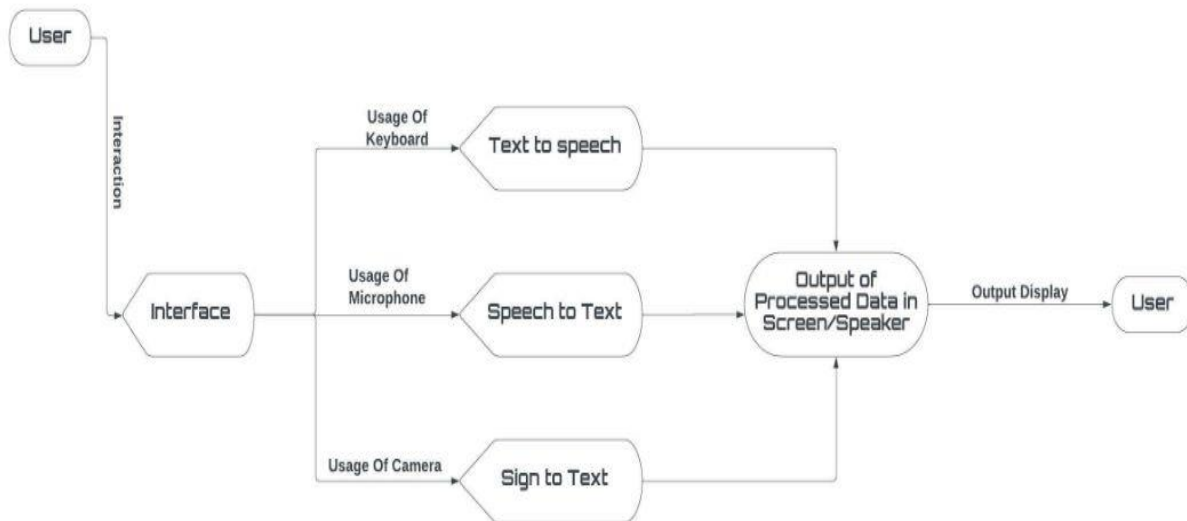 User
Interaction
Interface
Usage Of
Keyboard
Text to speech
Usage Of
Microphone
Speech to Text
Usage Of Camera
Sign to Text
Output of
Processed Data in
Screen/Speaker
Output Display
User